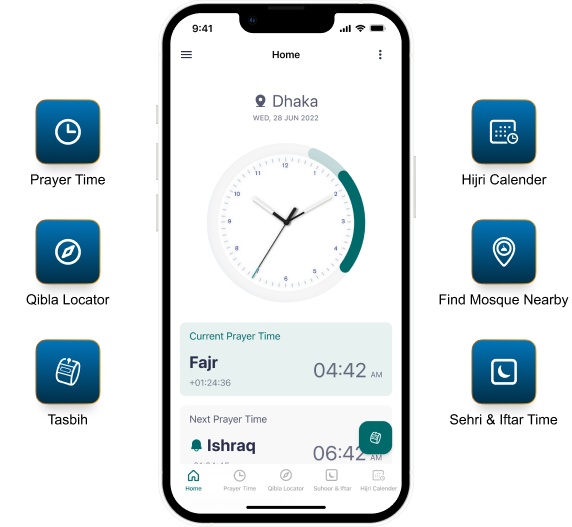 9:41
Home
Dhaka
WED, 28 JUN 2022
12
1
2
3
4
5
6
7
8
9
10
11
Current Prayer Time
Fajr
04:42 AM
+01:24:36
Next Prayer Time
Ishraq
06:42 AM
Home
Prayer Time
Qibla Locator
Suhoor & Iftar
Hijri Calender
Prayer Time
Qibla Locator
Tasbih
Hijri Calender
Find Mosque Nearby
Sehri & Iftar Time